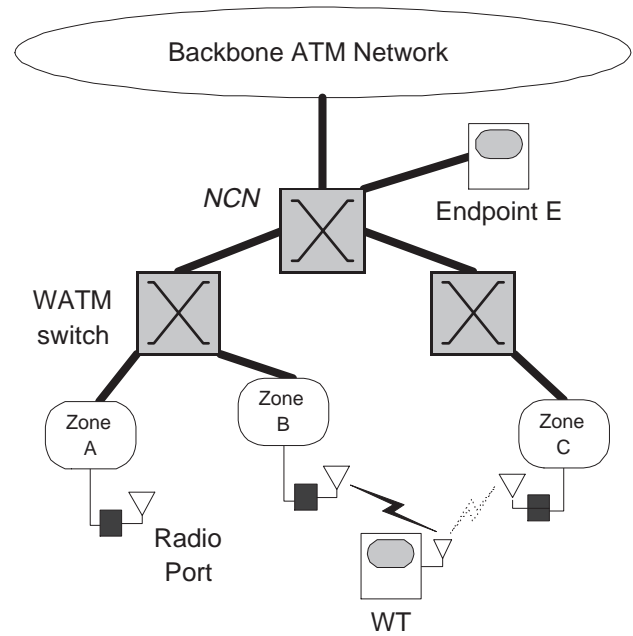 Backbone ATM Network
NCN
Endpoint E
WATM
switch
Zone
A
Zone
B
Zone
C
Radio
Port
WT